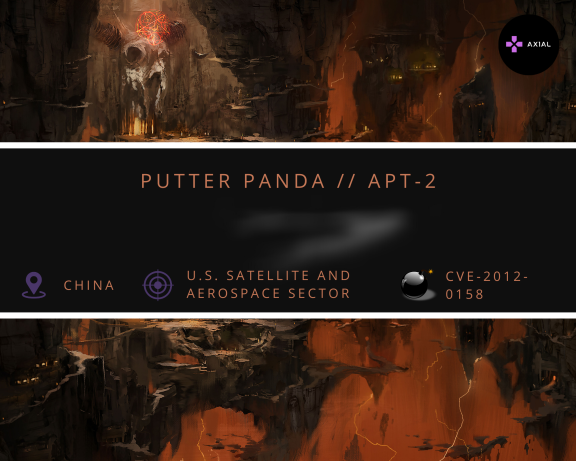 AXIAL
PUTTER PANDA // APT-2
CHINA
U.S. SATELLITE AND
AEROSPACE SECTOR
CVE-2012-
0158